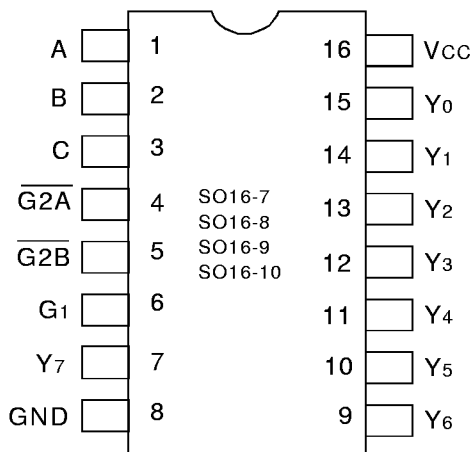 A 1 16 VCC
B 2 15 Y0
C 3 14 Y1
G2A 4 SO16-7 13 Y2
SO16-8
G2B 5 SO16-9 12 Y3
SO16-10
G1 6 11 Y4
Y7 7 10 Y5
GND 8 9 Y6